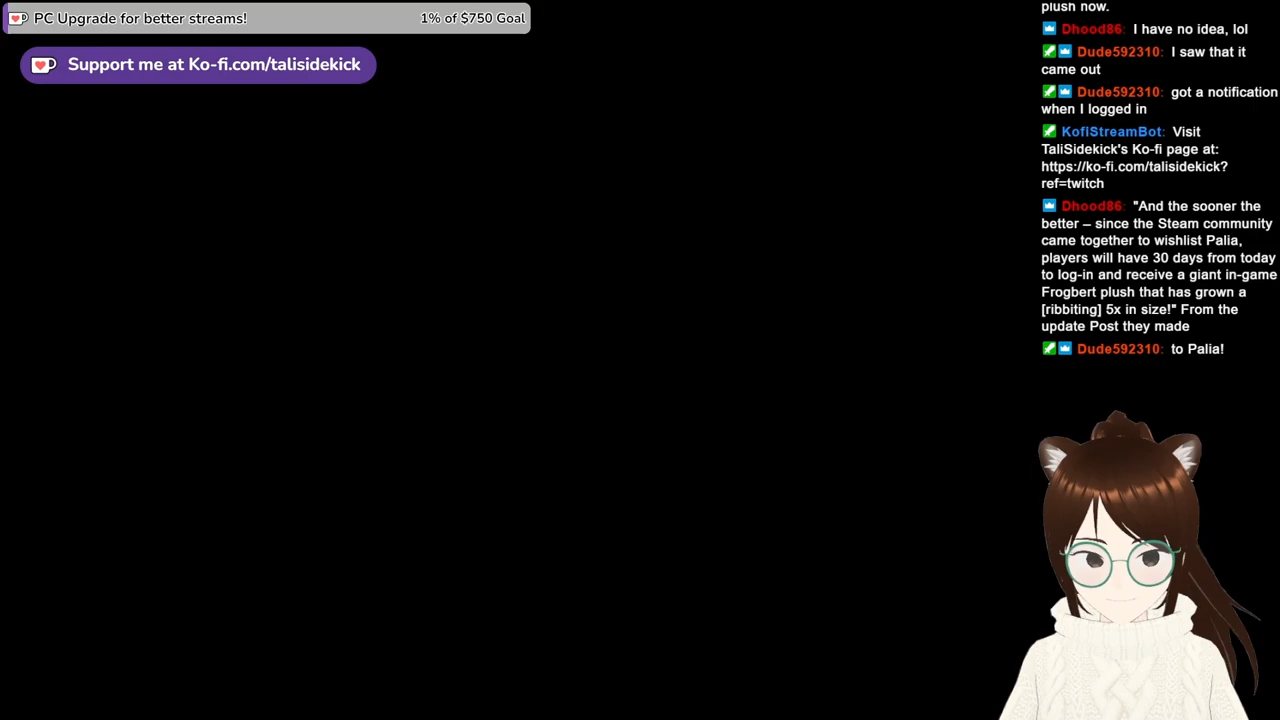 PC Upgrade for better streams!
1% of $750 Goal
Support me at Ko-fi.com/talisidekick
plush now.
Dhood86: I have no idea, lol
Dude592310: I saw that it
came out
Dude592310: got a notification
when I logged in
KofiStreamBot: Visit
TaliSidekick's Ko-fi page at:
https://ko-fi.com/talisidekick?
ref=twitch
Dhood86: "And the sooner the
better – since the Steam community
came together to wishlist Palia,
players will have 30 days from today
to log-in and receive a giant in-game
Frogbert plush that has grown a
[ribbiting] 5x in size!" From the
update Post they made
Dude592310: to Palia!